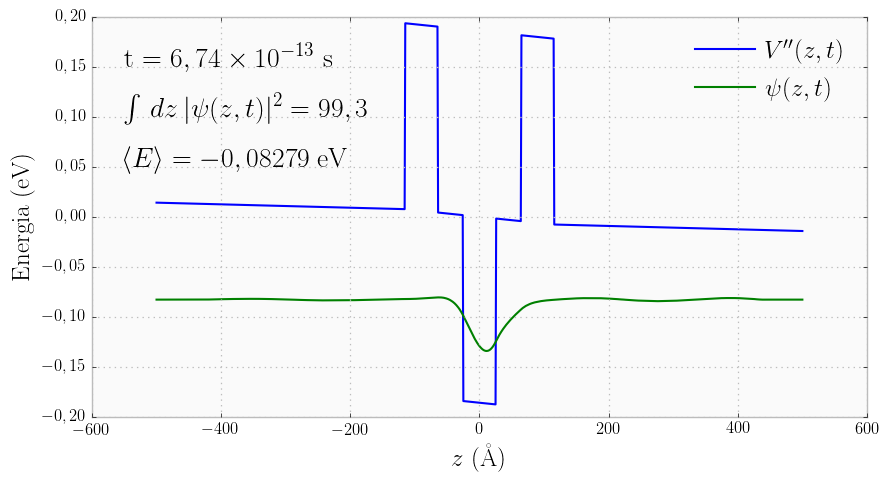 t = 6,74 × 10⁻¹³ s
∫ dz |ψ(z,t)|² = 99,3
⟨E⟩ = −0,08279 eV
V''(z,t)
ψ(z,t)
Energia (eV)
0,20
0,15
0,10
0,05
0,00
−0,05
−0,10
−0,15
−0,20
−600
−400
−200
0
200
400
600
z (Å)